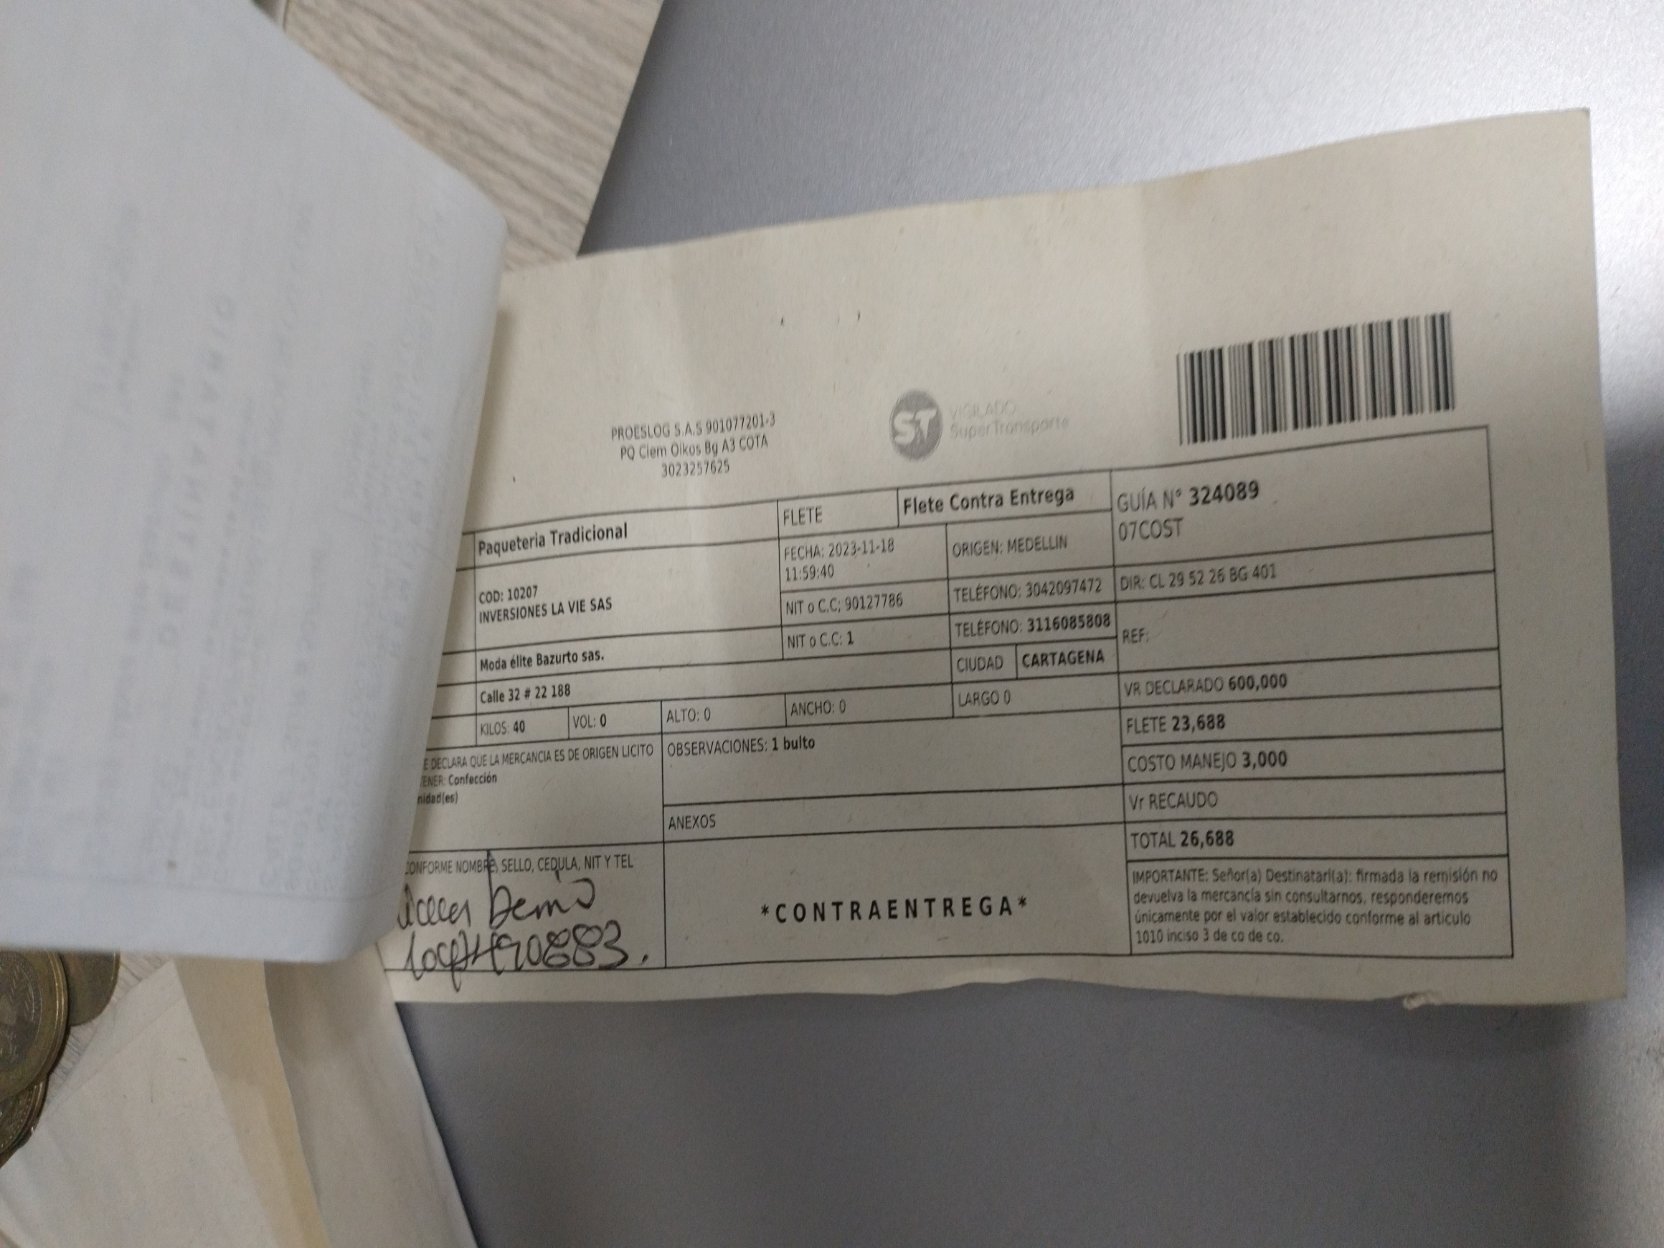 PROESLOG S.A.S 901077201-3
PQ Clem Oikos Bg A3 COTA
3023257625
ST VIGILADO
SuperTransporte
Paqueteria Tradicional
FLETE
Flete Contra Entrega
GUÍA N° 324089
07COST
COD: 10207
INVERSIONES LA VIE SAS
FECHA: 2023-11-18
11:59:40
ORIGEN: MEDELLIN
NIT o C.C; 90127786
TELÉFONO: 3042097472
DIR: CL 29 52 26 BG 401
Moda élite Bazurto sas.
NIT o C.C: 1
TELÉFONO: 3116085808
REF:
Calle 32 # 22 188
CIUDAD
CARTAGENA
KILOS: 40
VOL: 0
ALTO: 0
ANCHO: 0
LARGO 0
VR DECLARADO 600,000
FLETE 23,688
COSTO MANEJO 3,000
Vr RECAUDO
TOTAL 26,688
E DECLARA QUE LA MERCANCIA ES DE ORIGEN LICITO
ENER: Confección
nidad(es)
OBSERVACIONES: 1 bulto
ANEXOS
CONFORME NOMBRE, SELLO, CEDULA, NIT Y TEL
*CONTRAENTREGA*
IMPORTANTE: Señor(a) Destinatari(a): firmada la remisión no
devuelva la mercancía sin consultarnos, responderemos
únicamente por el valor establecido conforme al artículo
1010 inciso 3 de co de co.